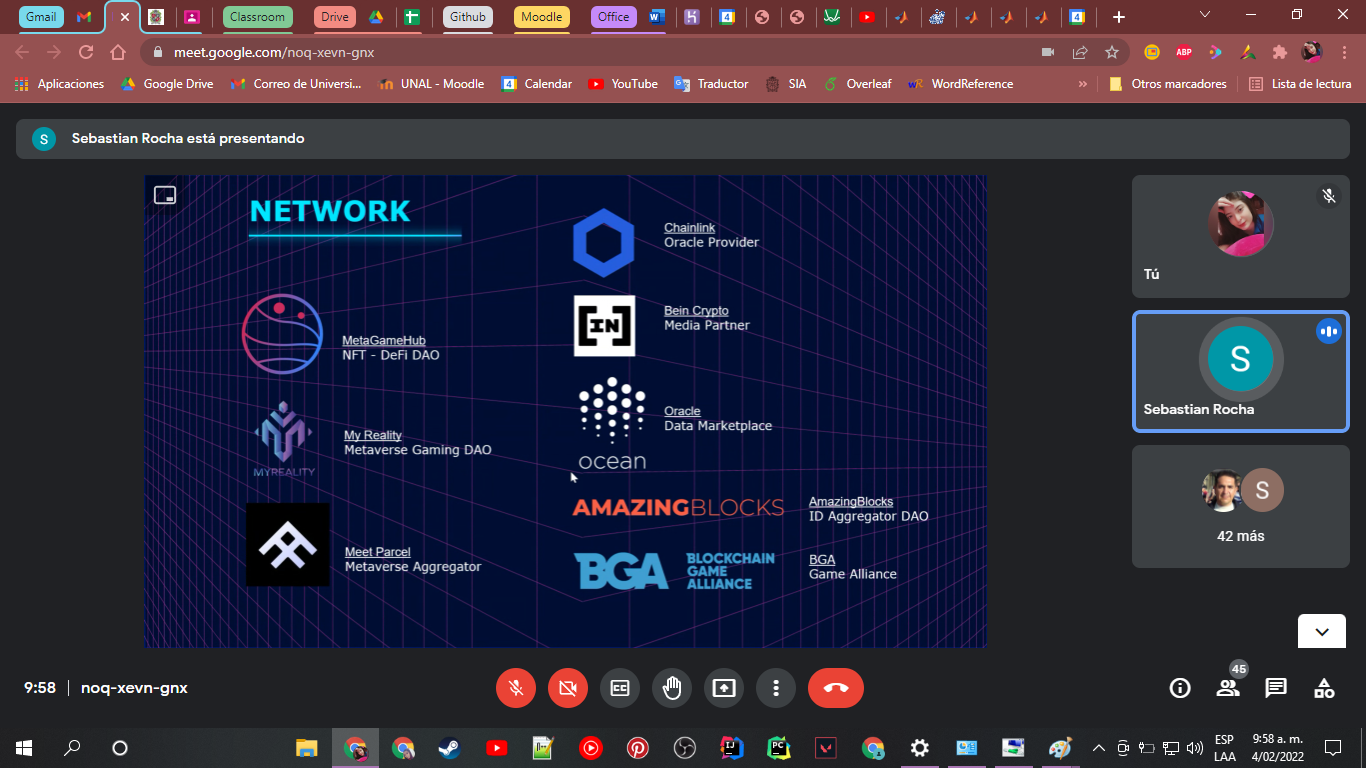 Gmail
Classroom
Drive
Github
Moodle
Office
meet.google.com/noq-xevn-gnx
ABP
Aplicaciones
Google Drive
Correo de Universi...
UNAL - Moodle
Calendar
YouTube
Traductor
SIA
Overleaf
WordReference
»
Otros marcadores
Lista de lectura
S
Sebastian Rocha está presentando
NETWORK
MetaGameHub
NFT - DeFi DAO
MYREALITY
My Reality
Metaverse Gaming DAO
Meet Parcel
Metaverse Aggregator
Chainlink
Oracle Provider
[IN]
Bein Crypto
Media Partner
ocean
Oracle
Data Marketplace
AMAZINGBLOCKS
AmazingBlocks
ID Aggregator DAO
BGA
BLOCKCHAIN
GAME
ALLIANCE
BGA
Game Alliance
Tú
S
Sebastian Rocha
S
42 más
9:58 | noq-xevn-gnx
45
ESP
LAA
9:58 a. m.
4/02/2022